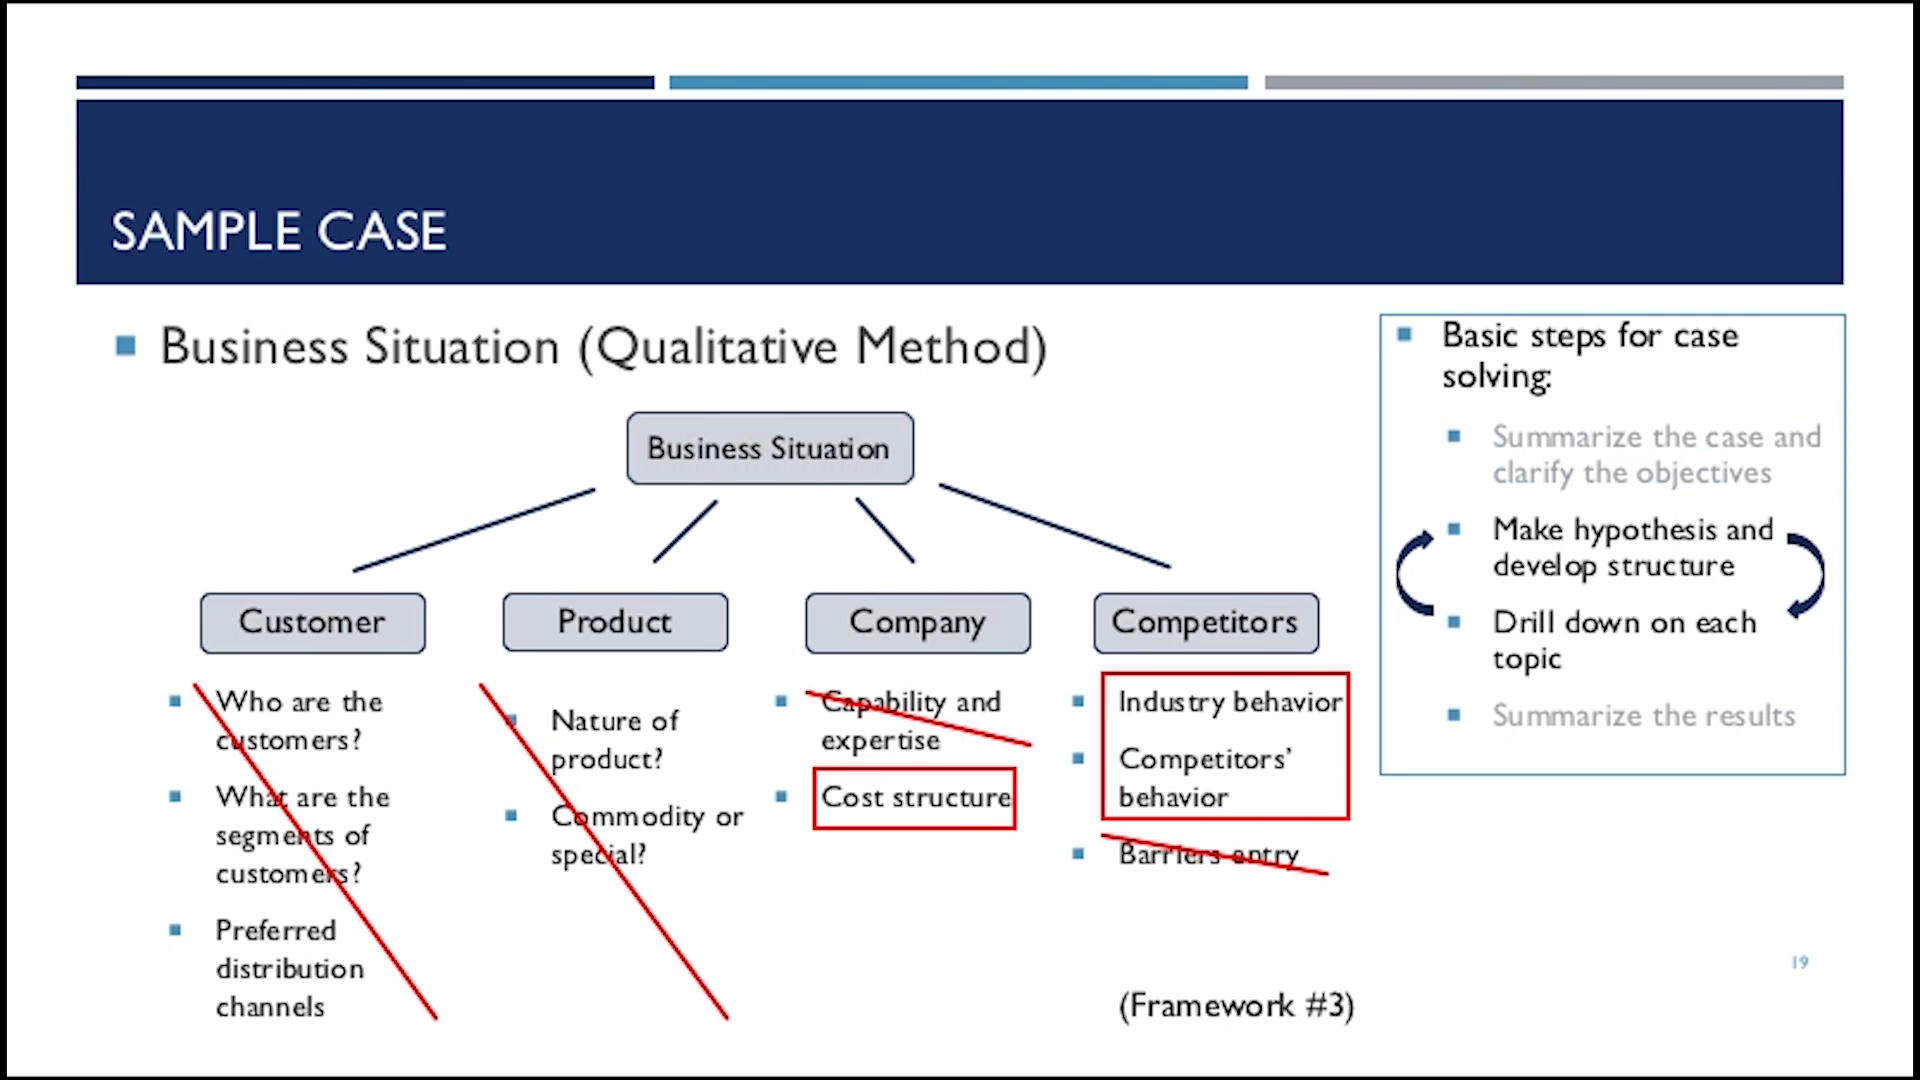 SAMPLE CASE
Business Situation (Qualitative Method)
Business Situation
Customer
Who are the
customers?
What are the
segments of
customers?
Preferred
distribution
channels
Product
Nature of
product?
Commodity or
special?
Company
Capability and
expertise
Cost structure
Competitors
Industry behavior
Competitors’
behavior
Barriers entry
(Framework #3)
Basic steps for case
solving:
Summarize the case and
clarify the objectives
Make hypothesis and
develop structure
Drill down on each
topic
Summarize the results
19